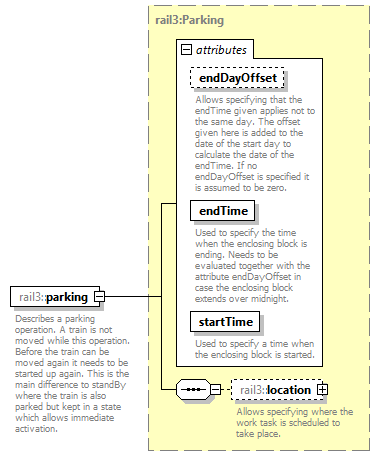 rail3:Parking
attributes
endDayOffset
Allows specifying that the
endTime given applies not to
the same day. The offset
given here is added to the
date of the start day to
calculate the date of the
endTime. If no
endDayOffset is specified it
is assumed to be zero.
endTime
Used to specify the time
when the enclosing block is
ending. Needs to be
evaluated together with the
attribute endDayOffset in
case the enclosing block
extends over midnight.
startTime
Used to specify a time when
the enclosing block is started.
rail3::parking
Describes a parking
operation. A train is not
moved while this operation.
Before the train can be
moved again it needs to be
started up again. This is the
main difference to standBy
where the train is also
parked but kept in a state
which allows immediate
activation.
rail3::location
Allows specifying where the
work task is scheduled to
take place.